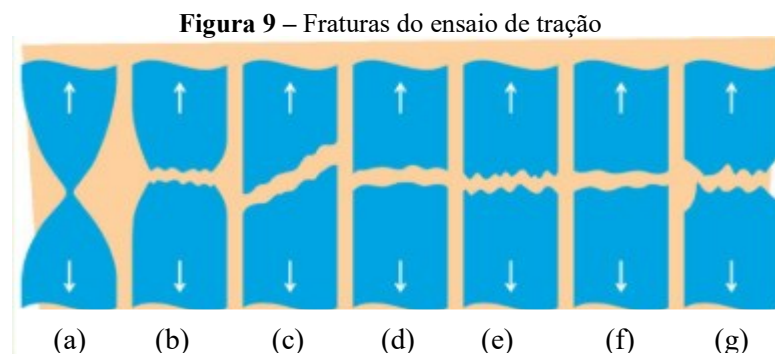 Figura 9 – Fraturas do ensaio de tração
(a) (b) (c) (d) (e) (f) (g)